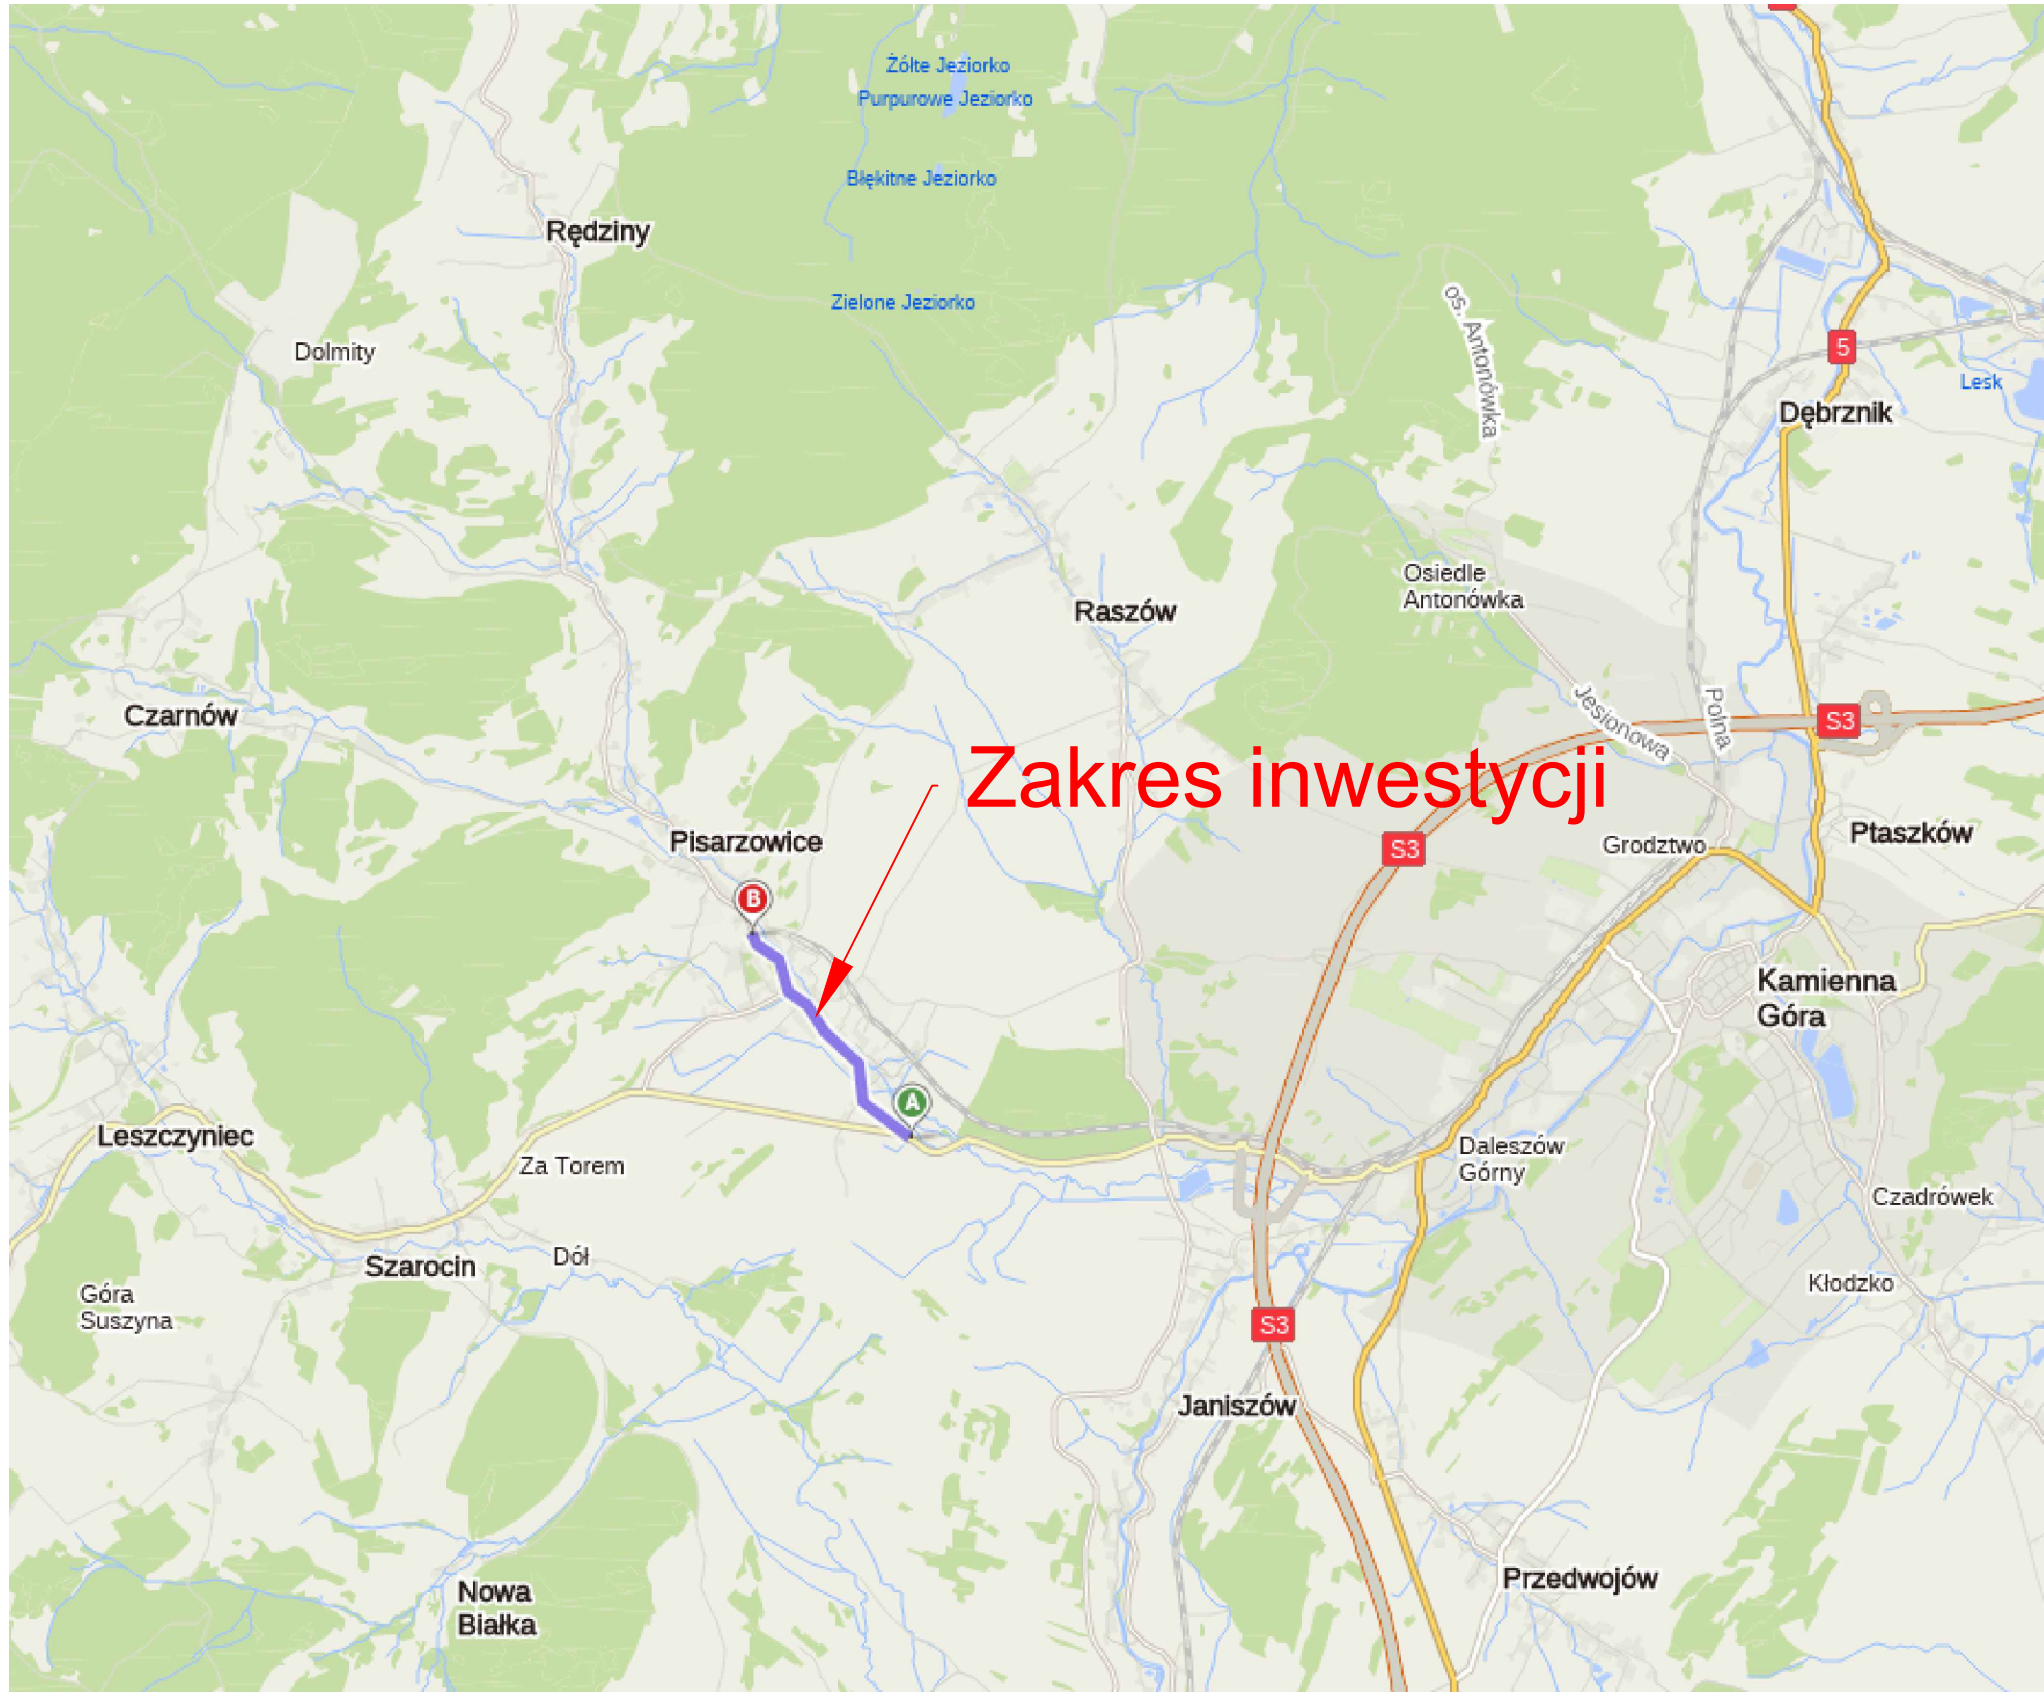 Żółte Jeziorko
Purpurowe Jeziorko
Błękitne Jeziorko
Rędziny
Zielone Jeziorko
os. Antonówka
Dolmity
5
Lesk
Dębrznik
Osiedle
Antonówka
Raszów
Czarnów
Jesionowa
Polna
S3
Zakres inwestycji
Pisarzowice
S3
Grodztwo
Ptaszków
B
Kamienna
Góra
A
Leszczyniec
Za Torem
Daleszów
Górny
Czadrówek
Szarocin
Dół
Góra
Suszyna
Kłodzko
S3
Janiszów
Nowa
Białka
Przedwojów